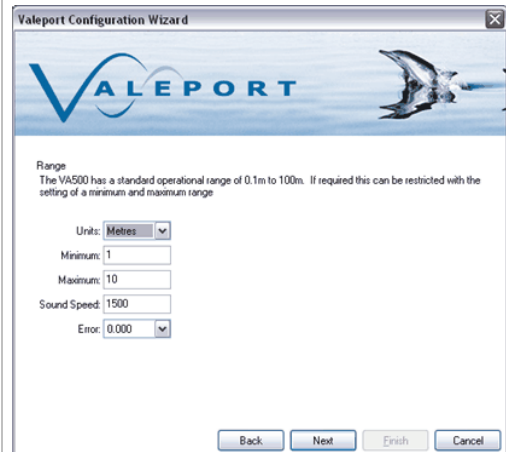 Valeport Configuration Wizard
VALEPORT
Range
The VA500 has a standard operational range of 0.1m to 100m. If required this can be restricted with the
setting of a minimum and maximum range
Units: Metres
Minimum: 1
Maximum: 10
Sound Speed: 1500
Error: 0.000
Back Next Finish Cancel